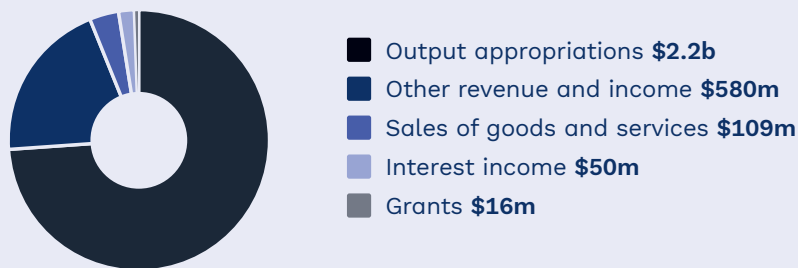 Output appropriations $2.2b
Other revenue and income $580m
Sales of goods and services $109m
Interest income $50m
Grants $16m